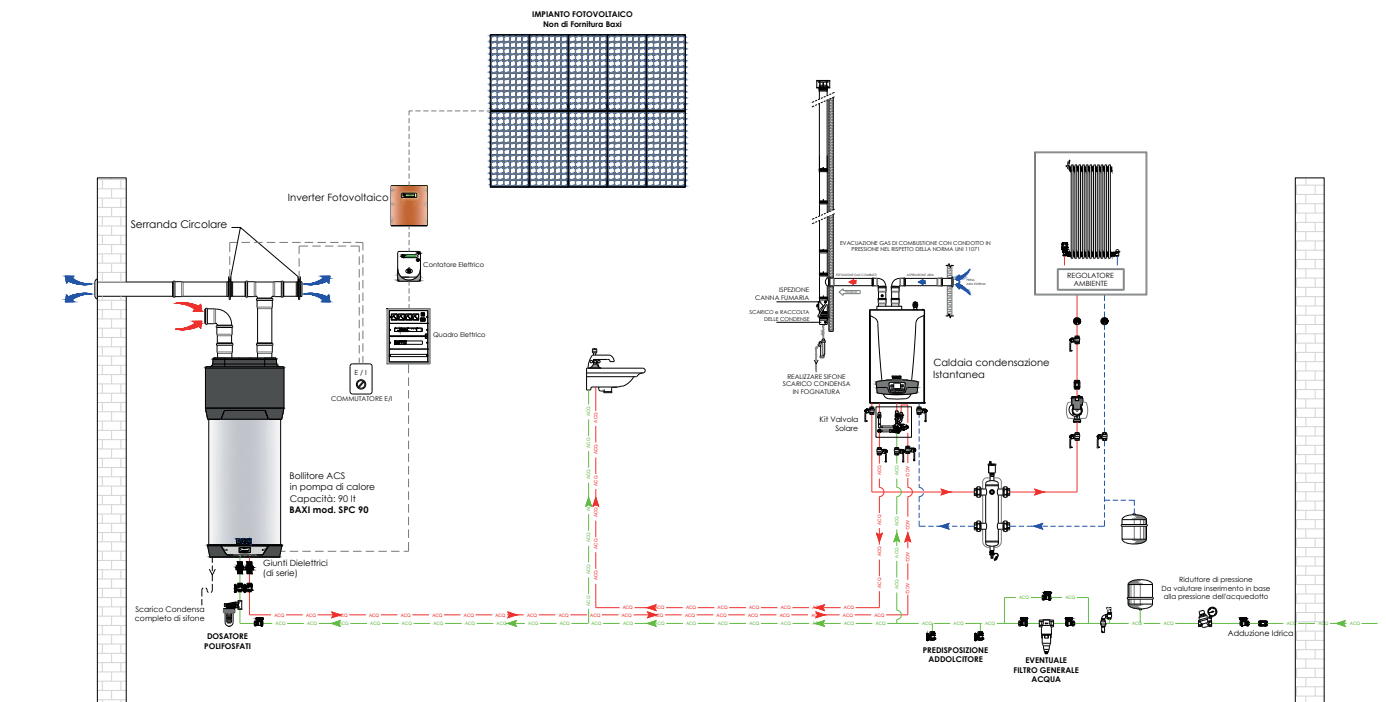 IMPIANTO FOTOVOLTAICO
Non di Fornitura Baxi
Inverter Fotovoltaico
Serranda Circolare
Contatore Elettrico
Quadro Elettrico
E / I
COMMUTATORE E/I
Bollitore ACS
in pompa di calore
Capacità: 90 lt
BAXI mod. SPC 90
Giunti Dielettrici
(di serie)
Scarico Condensa
completo di sifone
DOSATORE
POLIFOSFATI
EVACUAZIONE GAS DI COMBUSTIONE CON CONDOTTO IN
PRESSIONE NEL RISPETTO DELLA NORMA UNI 11071
ISPEZIONE
CANNA FUMARIA
SCARICO e RACCOLTA
DELLE CONDENSE
REALIZZARE SIFONE
SCARICO CONDENSA
IN FOGNATURA
Caldaia condensazione
Istantanea
Kit Valvola
Solare
REGOLATORE
AMBIENTE
Riduttore di pressione
Da valutare inserimento in base
alla pressione dell'acquedotto
Adduzione Idrica
PREDISPOSIZIONE
ADDOLCITORE
EVENTUALE
FILTRO GENERALE
ACQUA